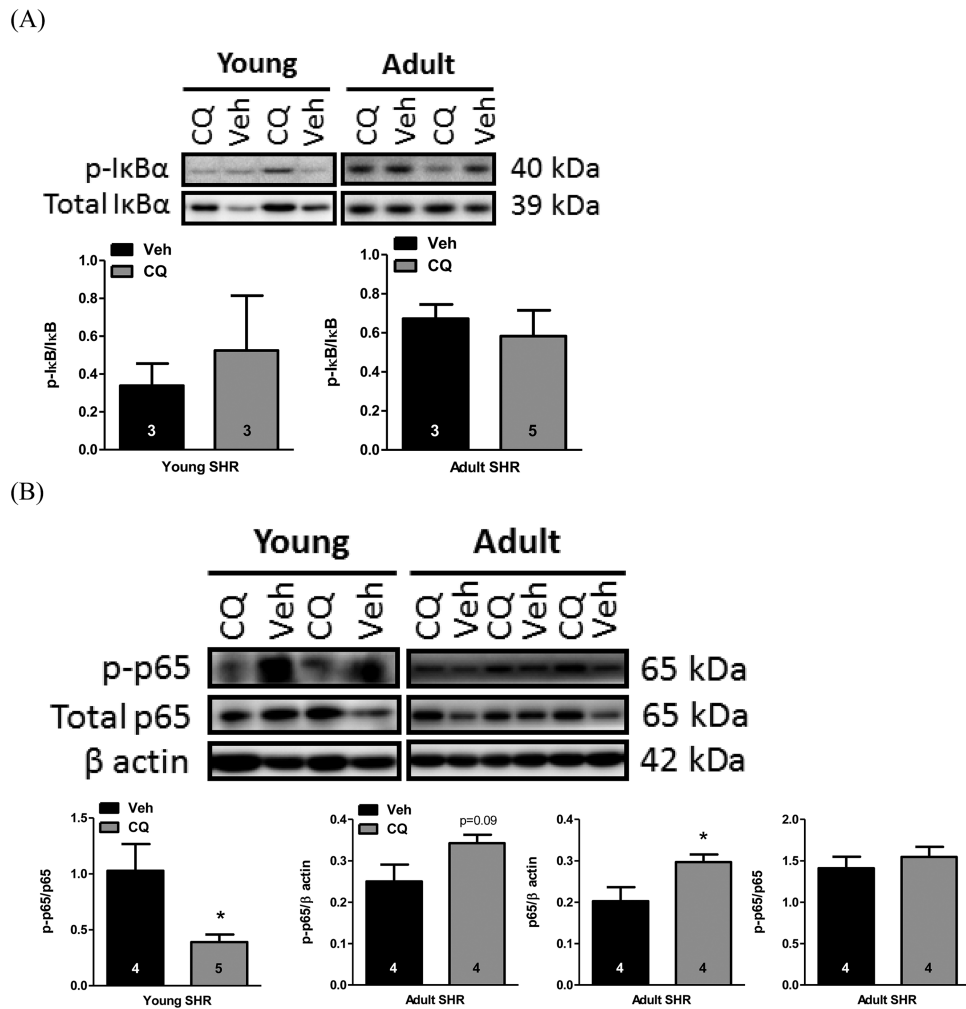 (A)
Young Adult
CQ Veh CQ Veh CQ Veh CQ Veh
p-IκBα 40 kDa
Total IκBα 39 kDa
Veh
CQ
1.0
0.8
0.6
0.4
0.2
0.0
p-IκB/IκB
3 3
Young SHR
Veh
CQ
1.0
0.8
0.6
0.4
0.2
0.0
p-IκB/IκB
3 5
Adult SHR
(B)
Young Adult
CQ Veh CQ Veh CQ Veh CQ Veh CQ Veh
p-p65 65 kDa
Total p65 65 kDa
β actin 42 kDa
Veh
CQ
1.5
1.0
0.5
0.0
p-p65/p65
*
4 5
Young SHR
Veh
CQ
p=0.09
0.4
0.3
0.2
0.1
0.0
p-p65/β actin
4 4
Adult SHR
0.4
0.3
0.2
0.1
0.0
p65/β actin
*
4 4
Adult SHR
2.0
1.5
1.0
0.5
0.0
p-p65/p65
4 4
Adult SHR